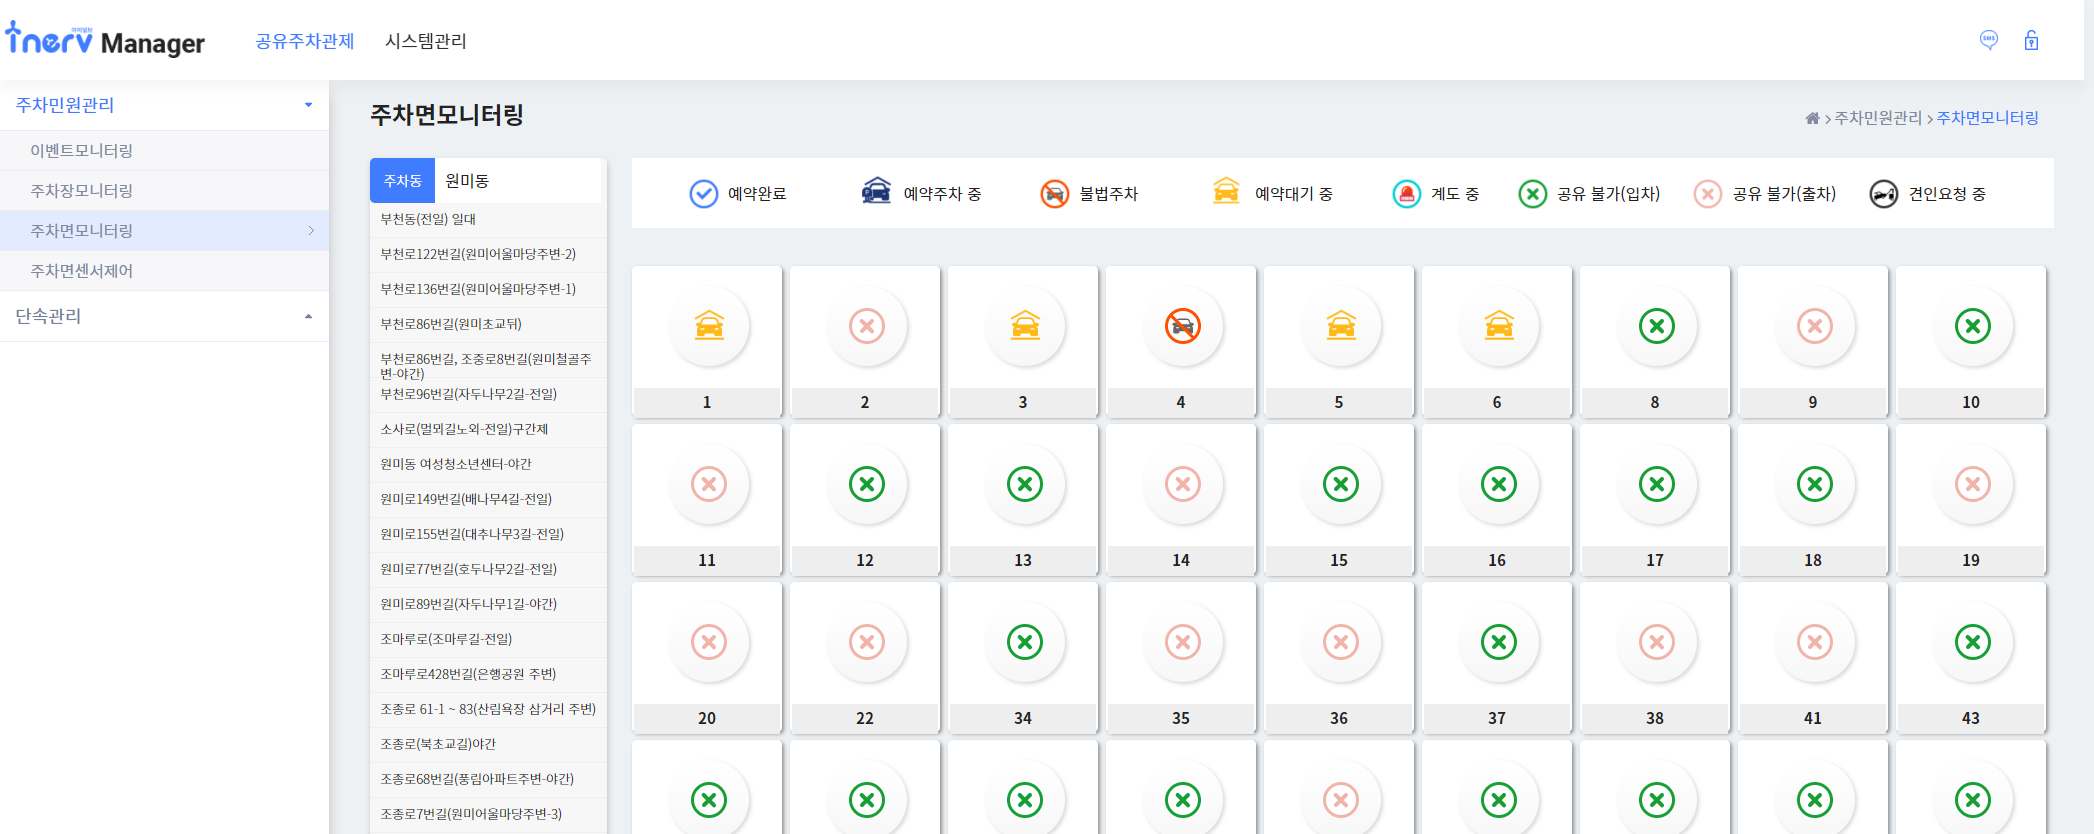 아이널브
inerv Manager
공유주차관제
시스템관리
SMS
주차민원관리
이벤트모니터링
주차장모니터링
주차면모니터링
주차면센서제어
단속관리
주차면모니터링
주차민원관리 > 주차면모니터링
주차동
원미동
부천동(전일) 일대
부천로122번길(원미어울마당주변-2)
부천로136번길(원미어울마당주변-1)
부천로86번길(원미초교뒤)
부천로86번길, 조종로8번길(원미철골주
변-야간)
부천로96번길(자두나무2길-전일)
소사로(멀뫼길노외-전일)구간제
원미동 여성청소년센터-야간
원미로149번길(배나무4길-전일)
원미로155번길(대추나무3길-전일)
원미로77번길(호두나무2길-전일)
원미로89번길(자두나무1길-야간)
조마루로(조마루길-전일)
조마루로428번길(은행공원 주변)
조종로 61-1 ~ 83(산림욕장 삼거리 주변)
조종로(북초교길)야간
조종로68번길(풍림아파트주변-야간)
조종로7번길(원미어울마당주변-3)
예약완료
예약주차 중
불법주차
예약대기 중
계도 중
공유 불가(입차)
공유 불가(출차)
견인요청 중
1 2 3 4 5 6 8 9 10
11 12 13 14 15 16 17 18 19
20 22 34 35 36 37 38 41 43